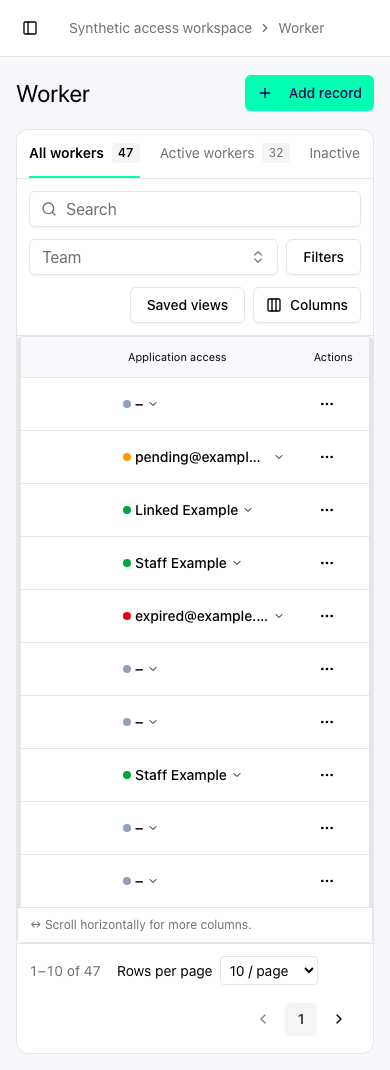 Synthetic access workspace > Worker
Worker
+ Add record
All workers 47 Active workers 32 Inactive
Search
Team
Filters
Saved views
Columns
Application access Actions
– ...
pending@exampl... ...
Linked Example ...
Staff Example ...
expired@example.... ...
– ...
– ...
Staff Example ...
– ...
– ...
↔ Scroll horizontally for more columns.
1–10 of 47 Rows per page 10 / page
< 1 >